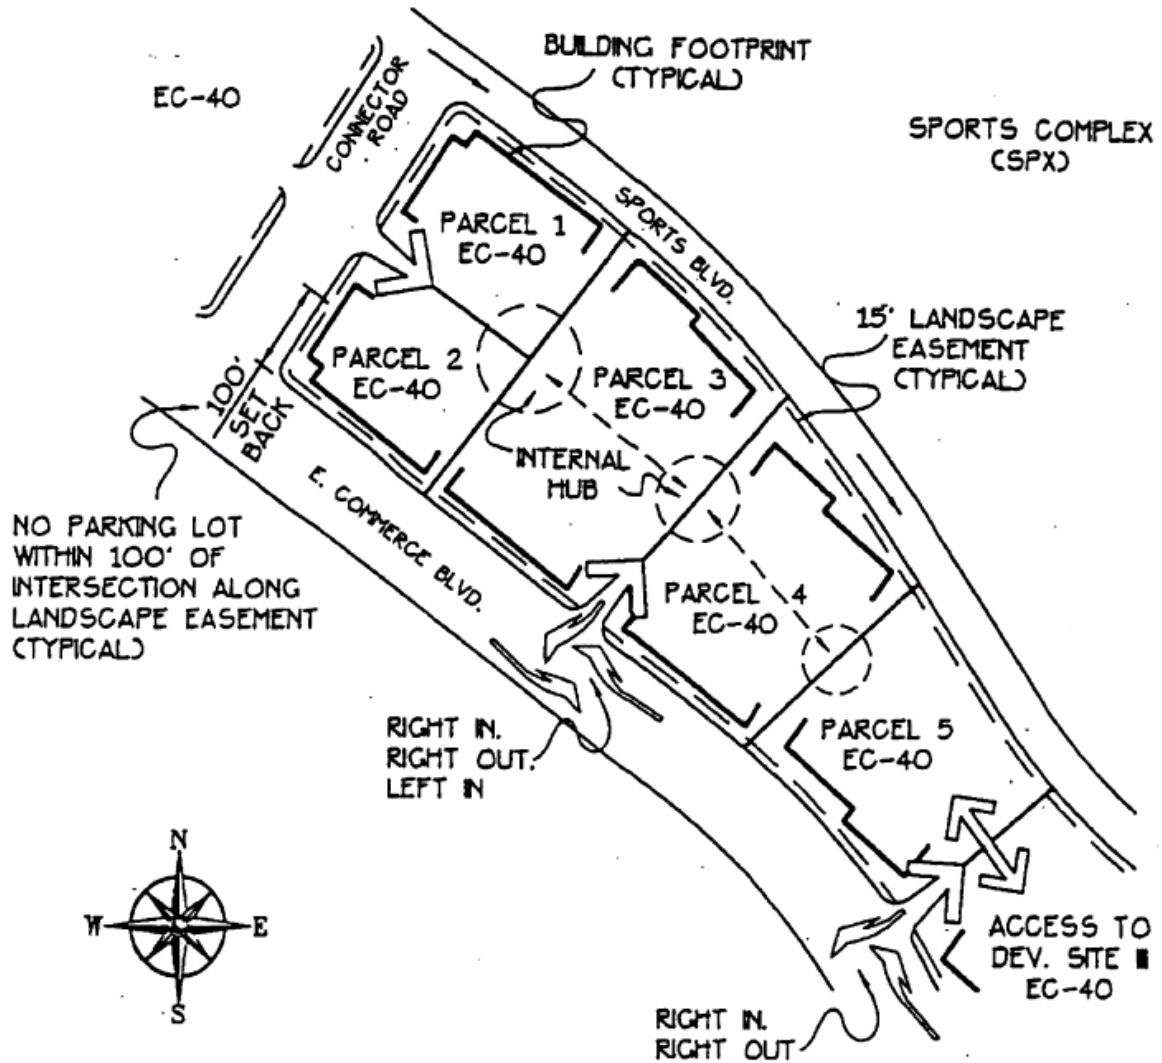 BUILDING FOOTPRINT
(TYPICAL)
EC-40
CONNECTOR
ROAD
SPORTS COMPLEX
(SPX)
PARCEL 1
EC-40
SPORTS BLVD.
15' LANDSCAPE
EASEMENT
(TYPICAL)
PARCEL 2
EC-40
PARCEL 3
EC-40
100'
SET
BACK
INTERNAL
HUB
E. COMMERCE BLVD.
NO PARKING LOT
WITHIN 100' OF
INTERSECTION ALONG
LANDSCAPE EASEMENT
(TYPICAL)
PARCEL 4
EC-40
RIGHT IN.
RIGHT OUT.
LEFT IN
PARCEL 5
EC-40
N
W
E
S
ACCESS TO
DEV. SITE
EC-40
RIGHT IN.
RIGHT OUT